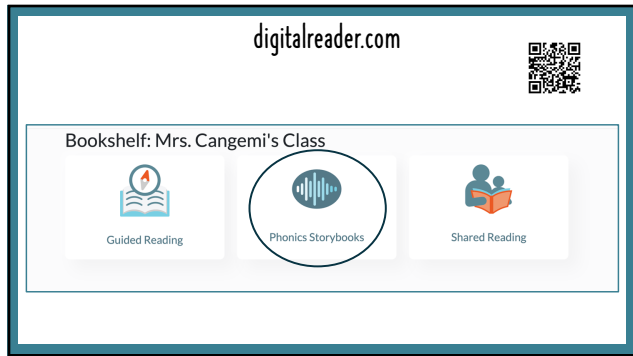 digitalreader.com
Bookshelf: Mrs. Cangemi's Class
Guided Reading
Phonics Storybooks
Shared Reading